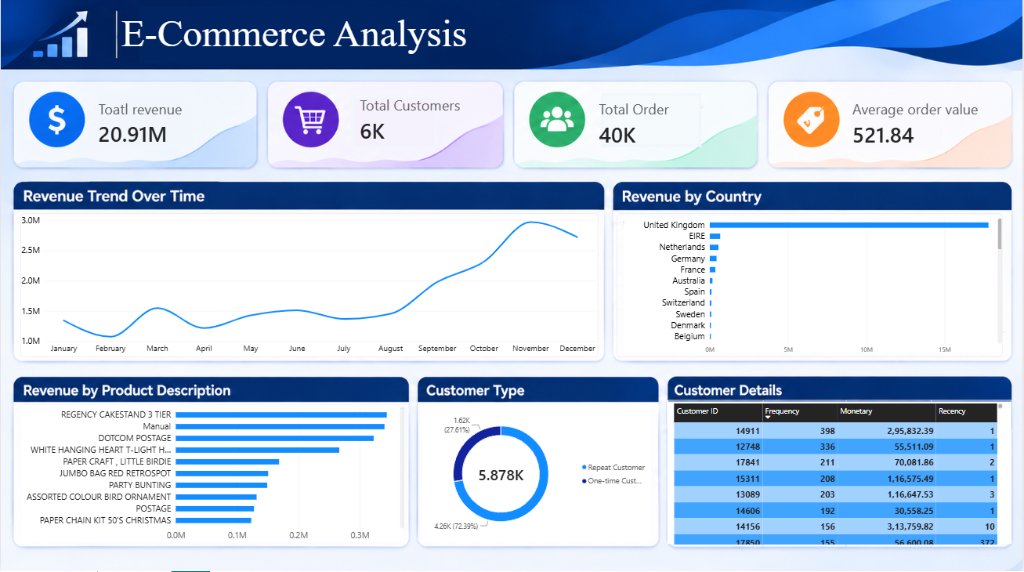 E-Commerce Analysis
Toatl revenue
20.91M
Total Customers
6K
Total Order
40K
Average order value
521.84
Revenue Trend Over Time
3.0M
2.5M
2.0M
1.5M
1.0M
January February March April May June July August September October November December
Revenue by Country
United Kingdom
EIRE
Netherlands
Germany
France
Australia
Spain
Switzerland
Sweden
Denmark
Belgium
0M 5M 10M 15M
Revenue by Product Description
REGENCY CAKESTAND 3 TIER
Manual
DOTCOM POSTAGE
WHITE HANGING HEART T-LIGHT H...
PAPER CRAFT , LITTLE BIRDIE
JUMBO BAG RED RETROSPOT
PARTY BUNTING
ASSORTED COLOUR BIRD ORNAMENT
POSTAGE
PAPER CHAIN KIT 50'S CHRISTMAS
0.0M 0.1M 0.2M 0.3M
Customer Type
1.62K
(27.61%)
5.878K
4.26K (72.39%)
Repeat Customer
One-time Cust...
Customer Details
Customer ID Frequency Monetary Recency
14911 398 2,95,832.39 1
12748 336 55,511.09 1
17841 211 70,081.86 2
15311 208 1,16,575.49 1
13089 203 1,16,647.53 3
14606 192 30,558.25 1
14156 156 3,13,759.82 10
17850 155 56,600.08 372